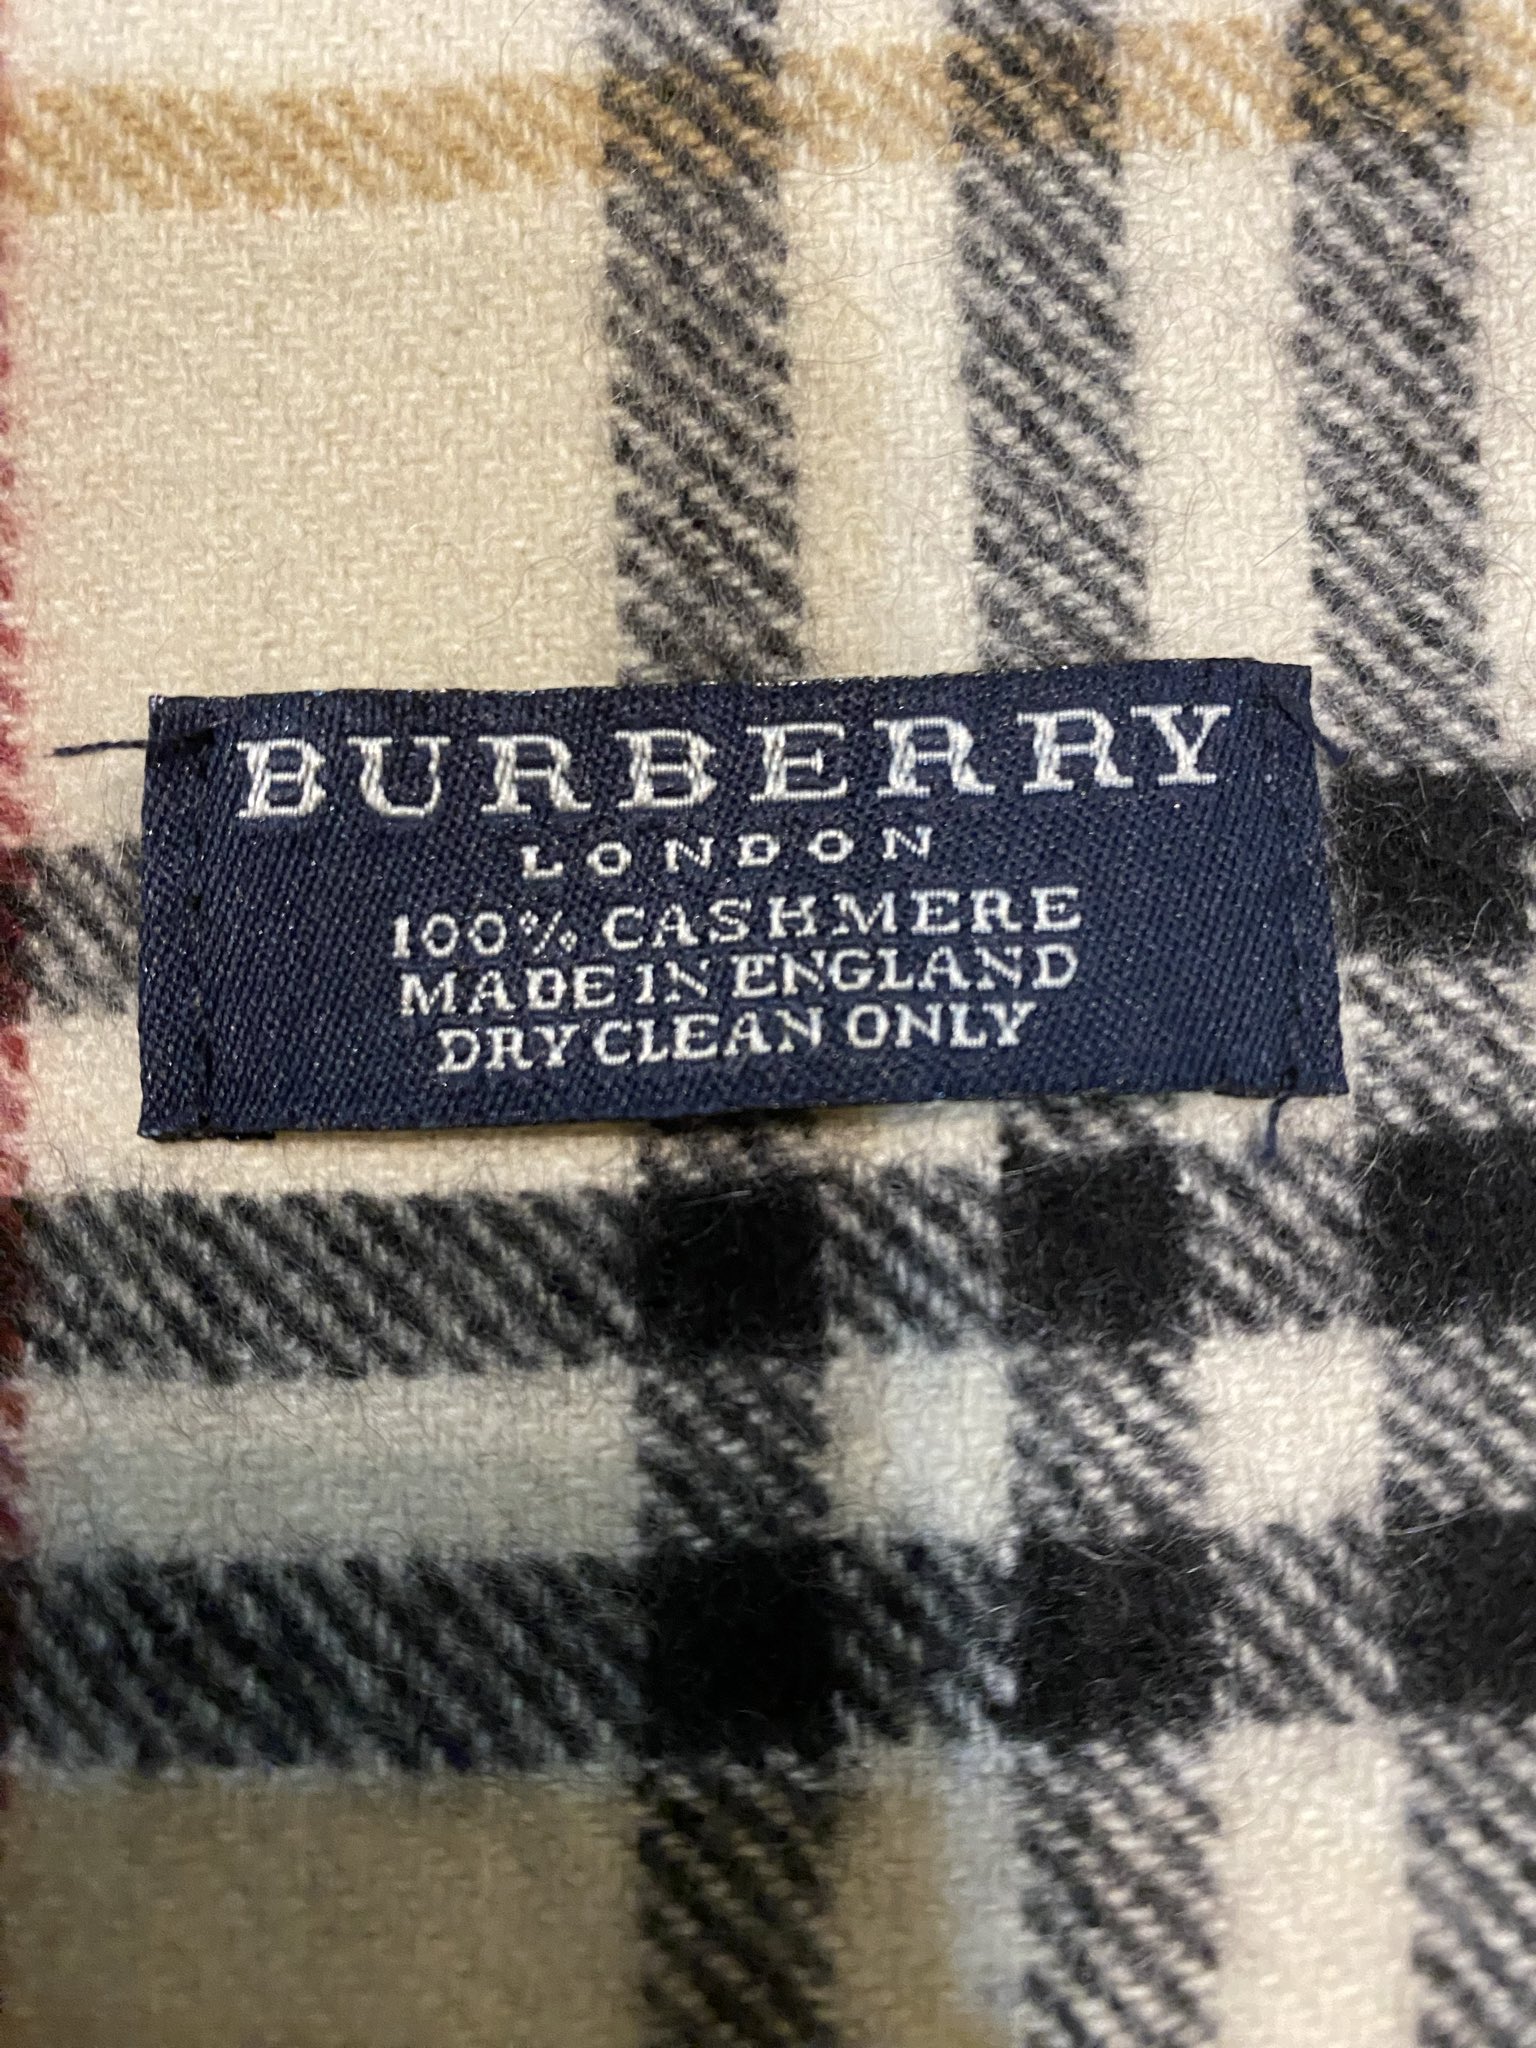 BURBERRY
LONDON
100% CASHMERE
MADE IN ENGLAND
DRY CLEAN ONLY